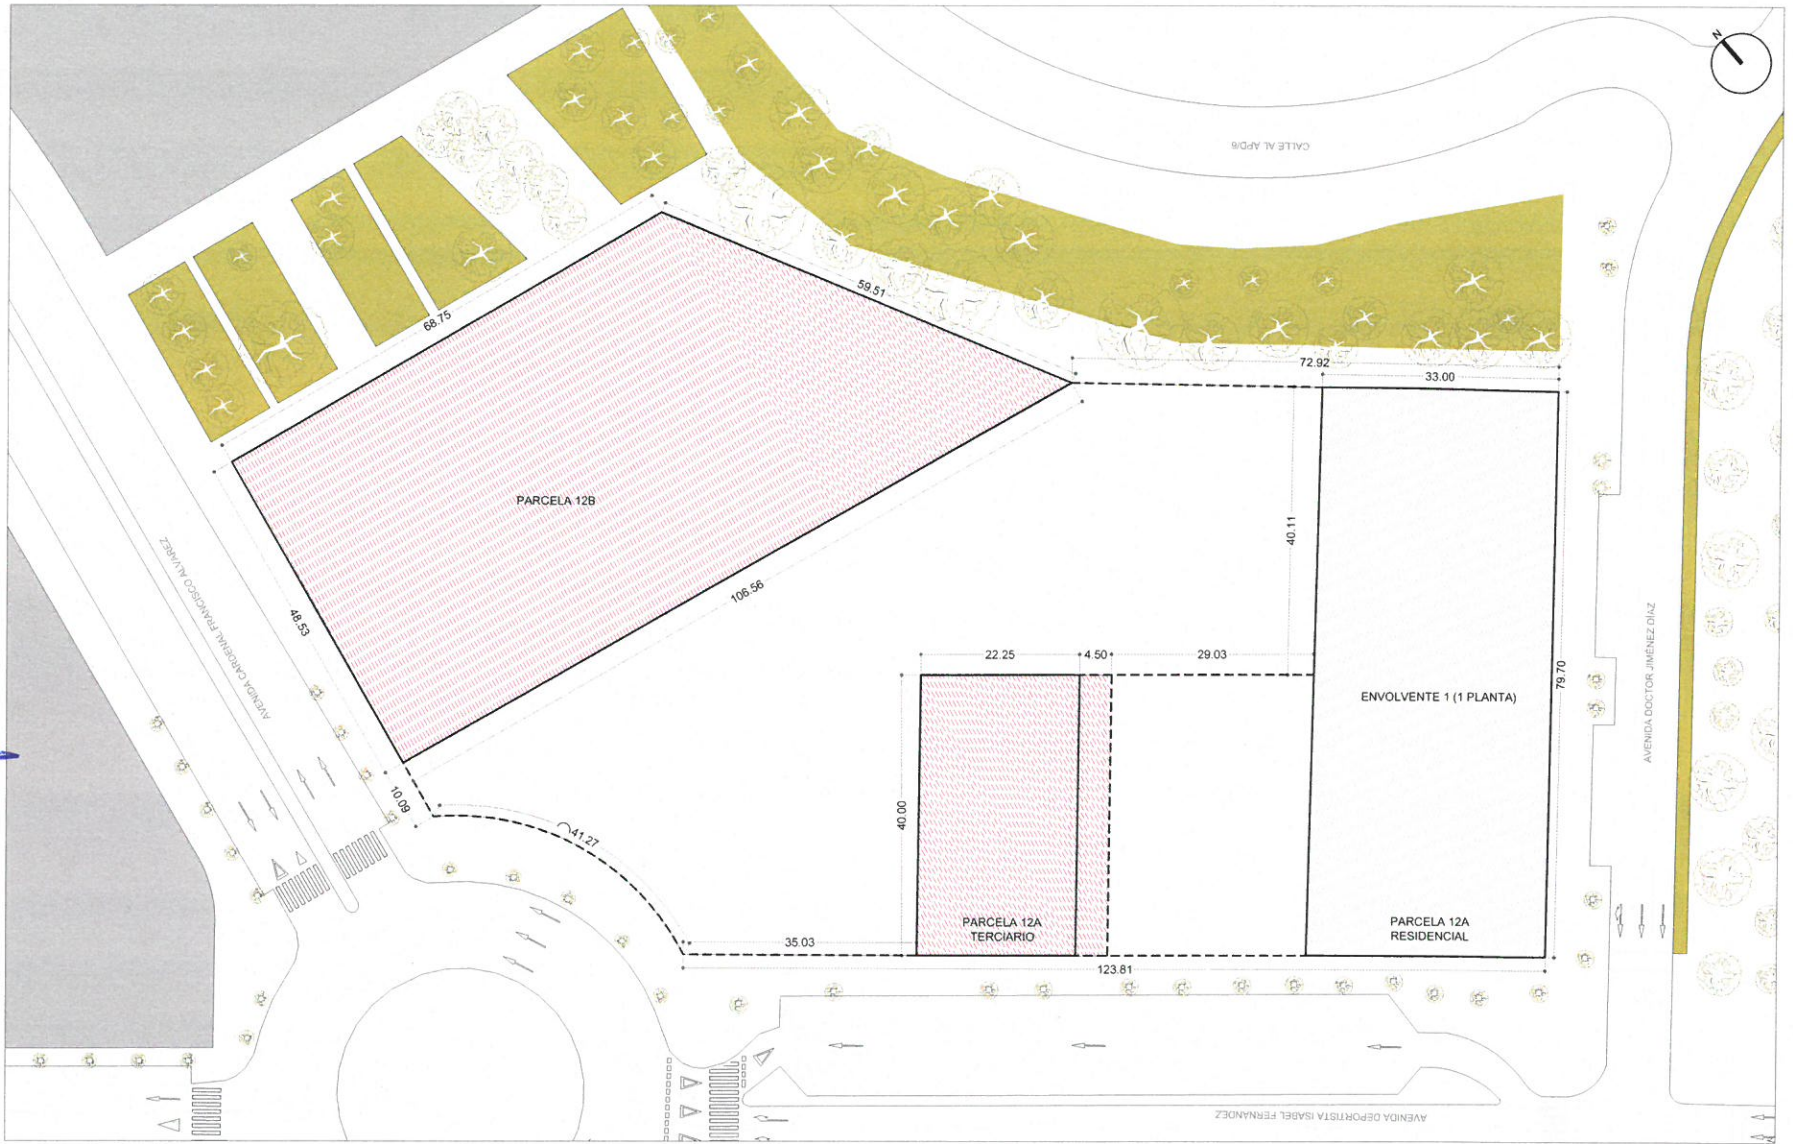 N
CALLE AL APD/6
59.51
68.75
72.92
33.00
PARCELA 12B
40.11
AVENIDA CARDENAL FRANCISCO ALVAREZ
106.56
48.53
22.25
4.50
29.03
79.70
AVENIDA DOCTOR JIMÉNEZ DÍAZ
ENVOLVENTE 1 (1 PLANTA)
10.09
40.00
41.27
PARCELA 12A
TERCIARIO
PARCELA 12A
RESIDENCIAL
35.03
123.81
AVENIDA DEPORTISTA ISABEL FERNANDEZ